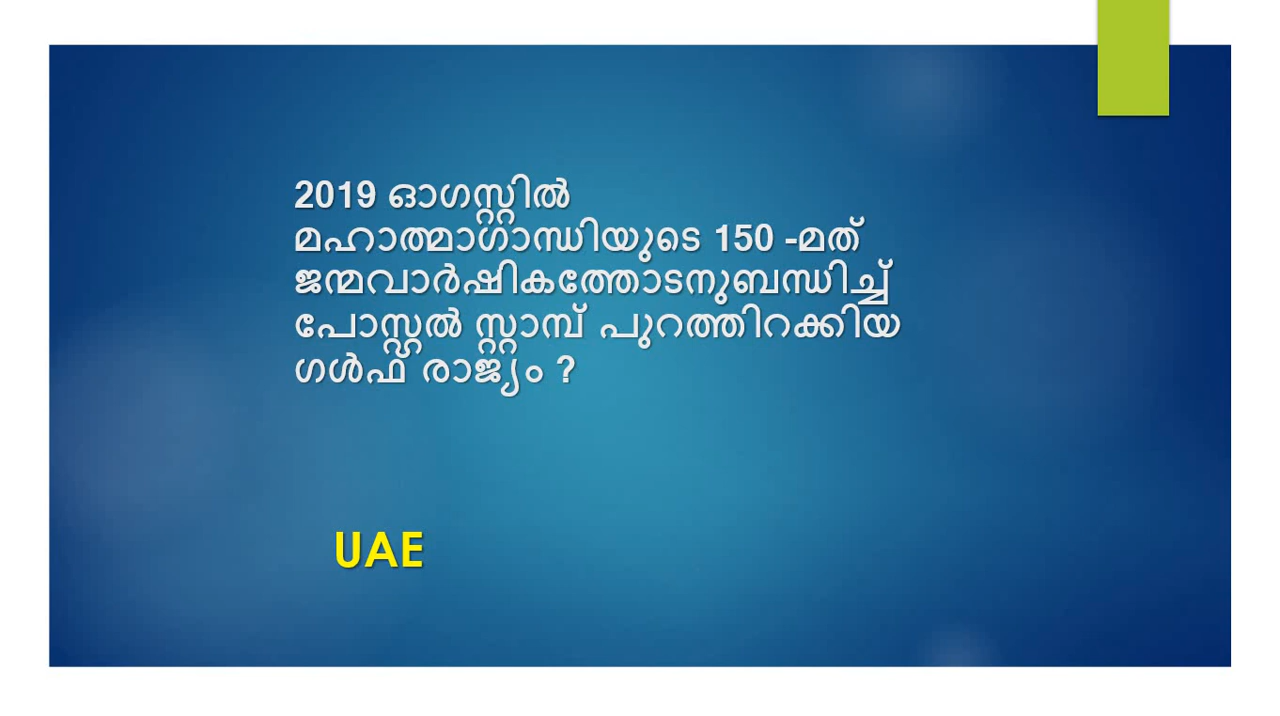 2019 ഓഗസ്റ്റിൽ
മഹാത്മാഗാന്ധിയുടെ 150 -മത്
ജന്മവാർഷികത്തോടനുബന്ധിച്ച്
പോസ്റ്റൽ സ്റ്റാമ്പ് പുറത്തിറക്കിയ
ഗൾഫ് രാജ്യം ?
UAE